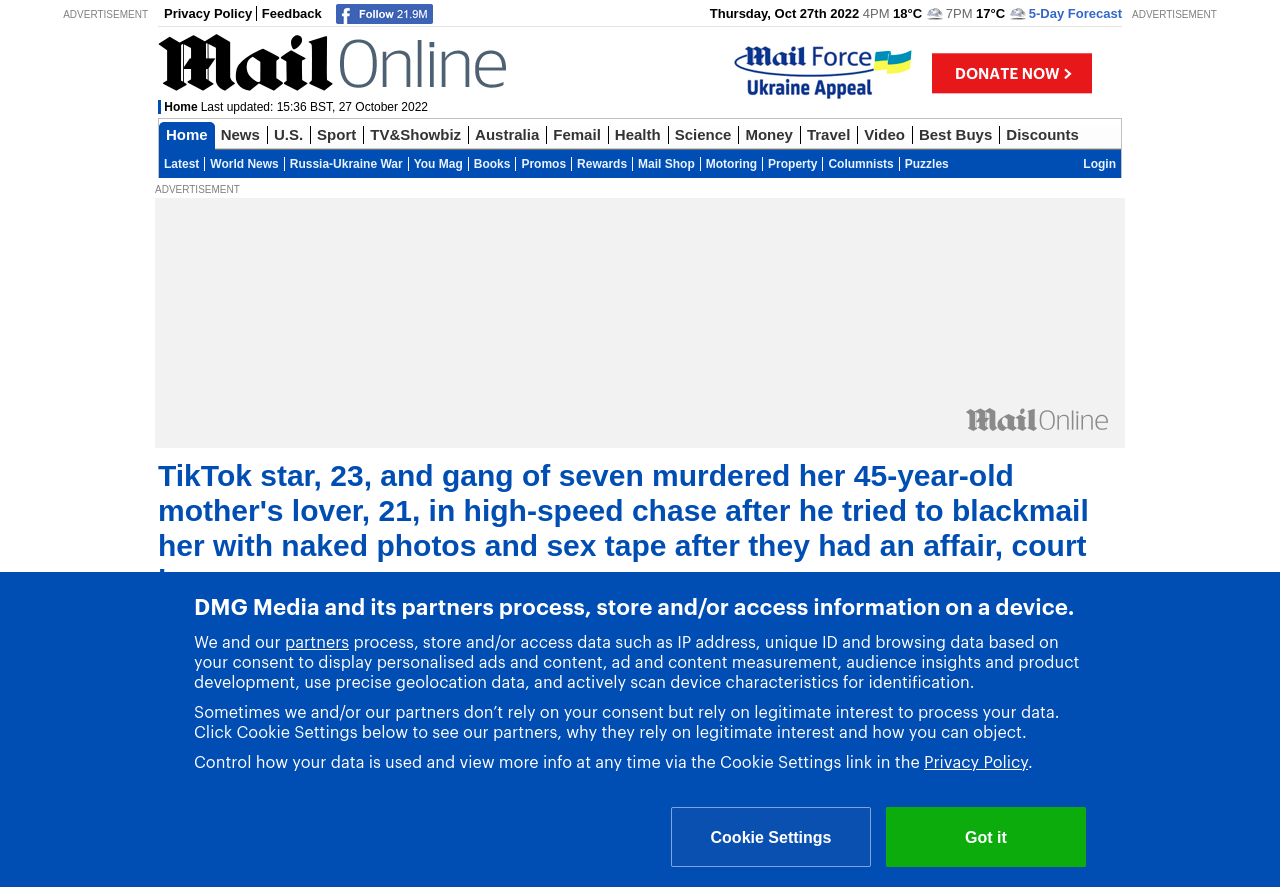 ADVERTISEMENT
Privacy Policy Feedback Follow 21.9M
Thursday, Oct 27th 2022 4PM 18°C 7PM 17°C 5-Day Forecast
ADVERTISEMENT
Mail Online
Mail Force
Ukraine Appeal
DONATE NOW
Home Last updated: 15:36 BST, 27 October 2022
Home News U.S. Sport TV&Showbiz Australia Femail Health Science Money Travel Video Best Buys Discounts
Latest World News Russia-Ukraine War You Mag Books Promos Rewards Mail Shop Motoring Property Columnists Puzzles Login
ADVERTISEMENT
Mail Online
TikTok star, 23, and gang of seven murdered her 45-year-old
mother's lover, 21, in high-speed chase after he tried to blackmail
her with naked photos and sex tape after they had an affair, court
DMG Media and its partners process, store and/or access information on a device.
We and our partners process, store and/or access data such as IP address, unique ID and browsing data based on
your consent to display personalised ads and content, ad and content measurement, audience insights and product
development, use precise geolocation data, and actively scan device characteristics for identification.
Sometimes we and/or our partners don’t rely on your consent but rely on legitimate interest to process your data.
Click Cookie Settings below to see our partners, why they rely on legitimate interest and how you can object.
Control how your data is used and view more info at any time via the Cookie Settings link in the Privacy Policy.
Cookie Settings
Got it